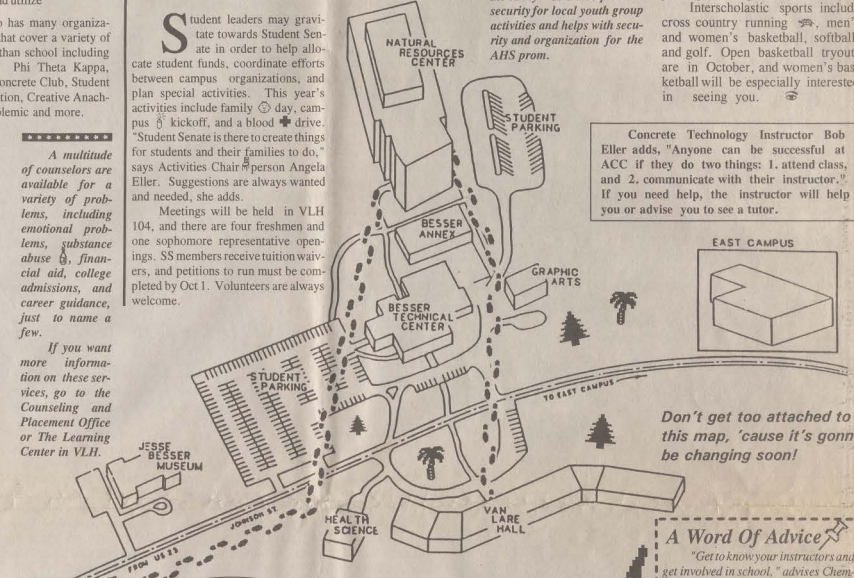 has many organiza-
that cover a variety of
than school including
Phi Theta Kappa,
oncrete Club, Student
tion, Creative Anach-
lemic and more.
A multitude
of counselors are
available for a
variety of prob-
lems, including
emotional prob-
lems, substance
abuse, finan-
cial aid, college
admissions, and
career guidance,
just to name a
few.
If you want
more informa-
tion on these ser-
vices, go to the
Counseling and
Placement Office
or The Learning
Center in VLH.
Student leaders may gravi-
tate towards Student Sen-
ate in order to help allo-
cate student funds, coordinate efforts
between campus organizations, and
plan special activities. This year's
activities include family day, cam-
pus kickoff, and a blood drive.
"Student Senate is there to create things
for students and their families to do,"
says Activities Chair person Angela
Eller. Suggestions are always wanted
and needed, she adds.
Meetings will be held in VLH
104, and there are four freshmen and
one sophomore representative open-
ings. SS members receive tuition waiv-
ers, and petitions to run must be com-
pleted by Oct 1. Volunteers are always
welcome.
security for local youth group
activities and helps with secu-
rity and organization for the
AHS prom.
Interscholastic sports includ
cross country running, men'
and women's basketball, softball
and golf. Open basketball tryout
are in October, and women's bas
ketball will be especially intereste
in seeing you.
Concrete Technology Instructor Bob
Eller adds, "Anyone can be successful at
ACC if they do two things: 1. attend class,
and 2. communicate with their instructor."
If you need help, the instructor will help
you or advise you to see a tutor.
NATURAL
RESOURCES
CENTER
STUDENT
PARKING
BESSER
ANNEX
GRAPHIC
ARTS
BESSER
TECHNICAL
CENTER
EAST CAMPUS
STUDENT
PARKING
TO EAST CAMPUS
JESSE
BESSER
MUSEUM
JOHNSON ST.
FROM US 23
HEALTH
SCIENCE
VAN
LARE
HALL
Don't get too attached to
this map, 'cause it's gonn
be changing soon!
A Word Of Advice
"Get to know your instructors and
get involved in school," advises Chem-